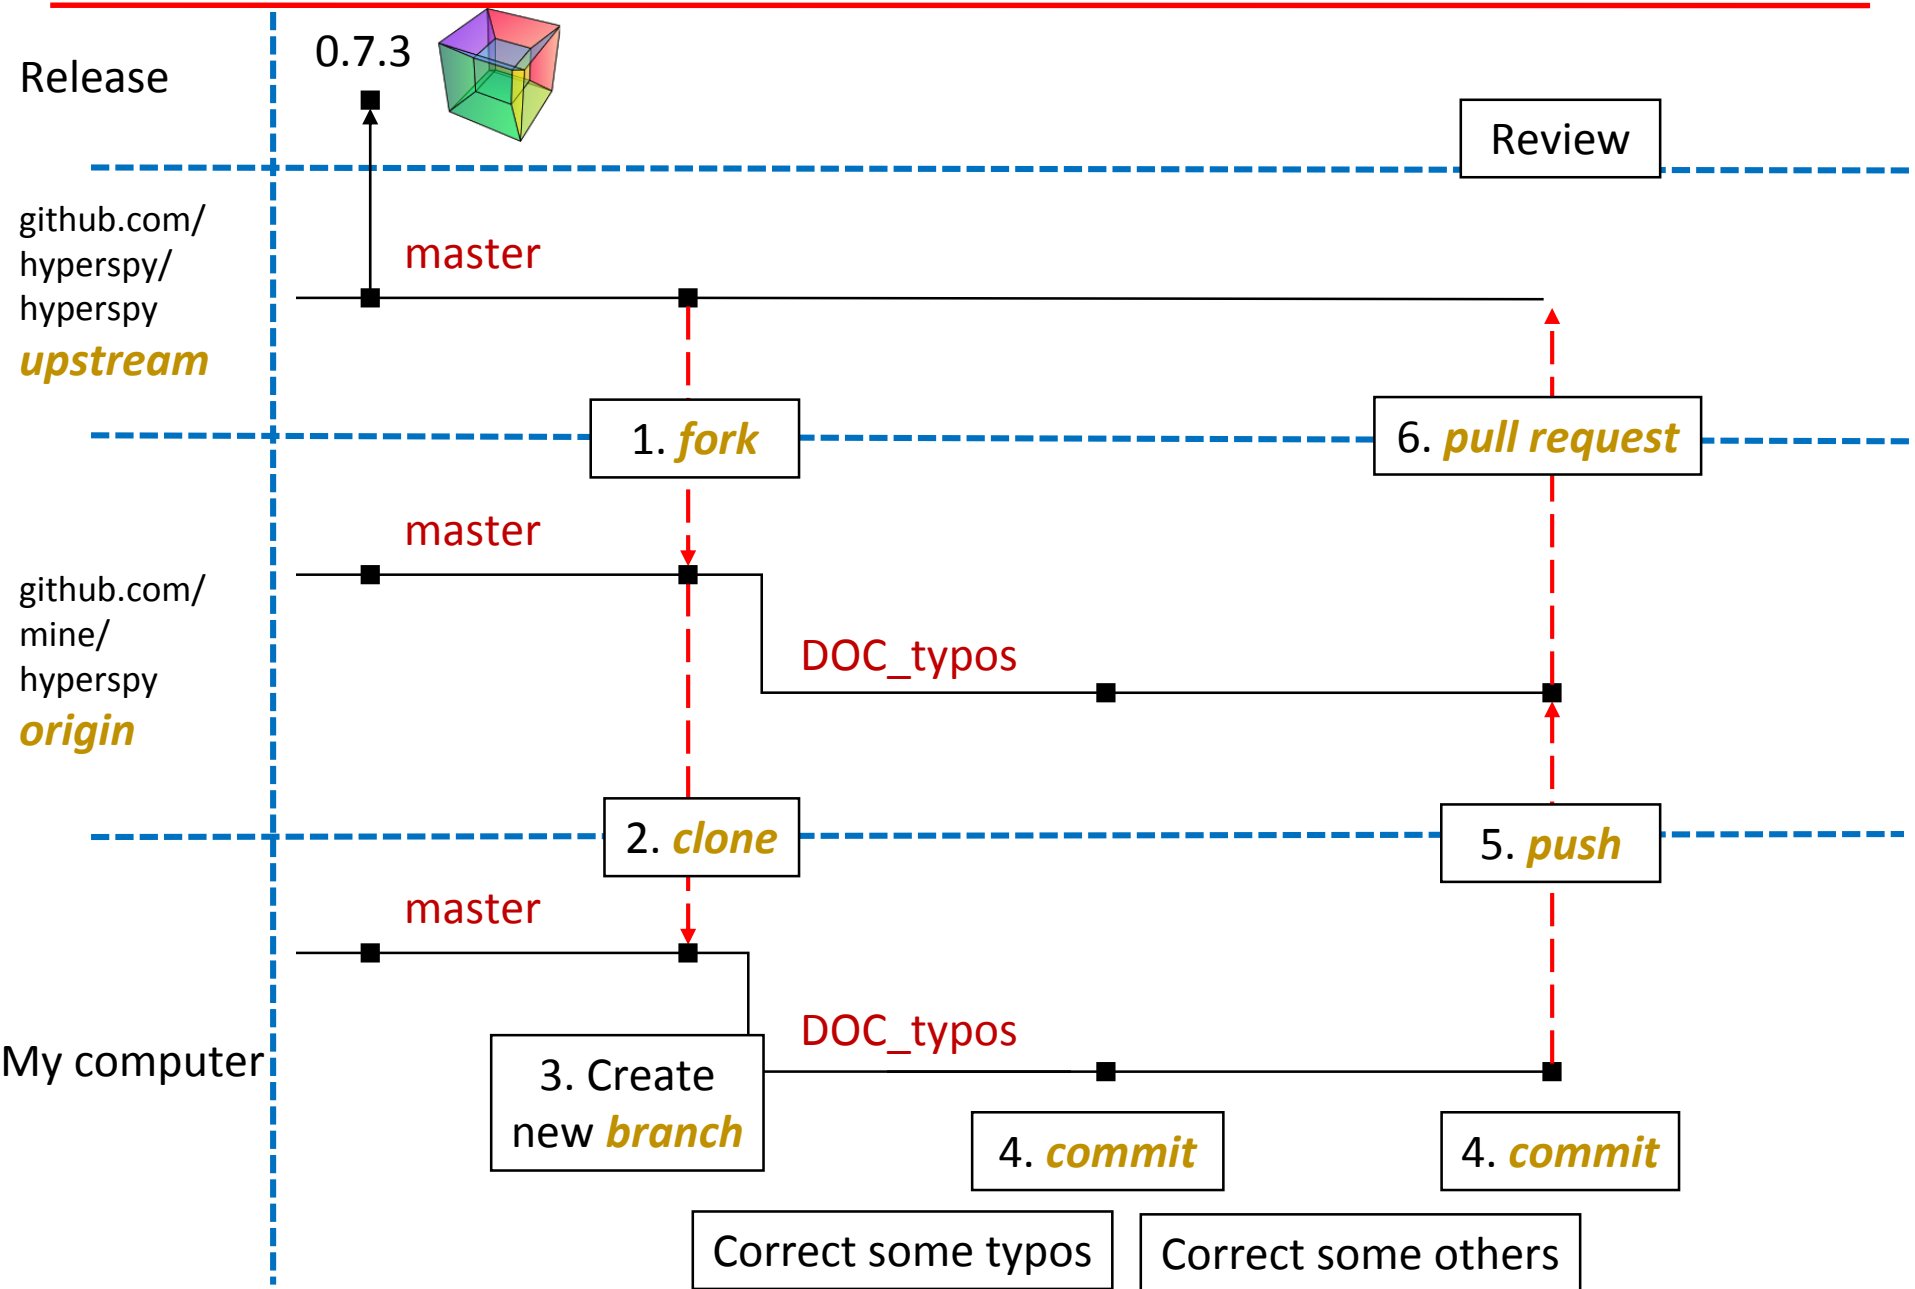 0.7.3
Release
Review
github.com/
hyperspy/
hyperspy
upstream
master
1. fork
6. pull request
master
github.com/
mine/
hyperspy
origin
DOC_typos
2. clone
5. push
master
DOC_typos
My computer
3. Create
new branch
4. commit
4. commit
Correct some typos
Correct some others